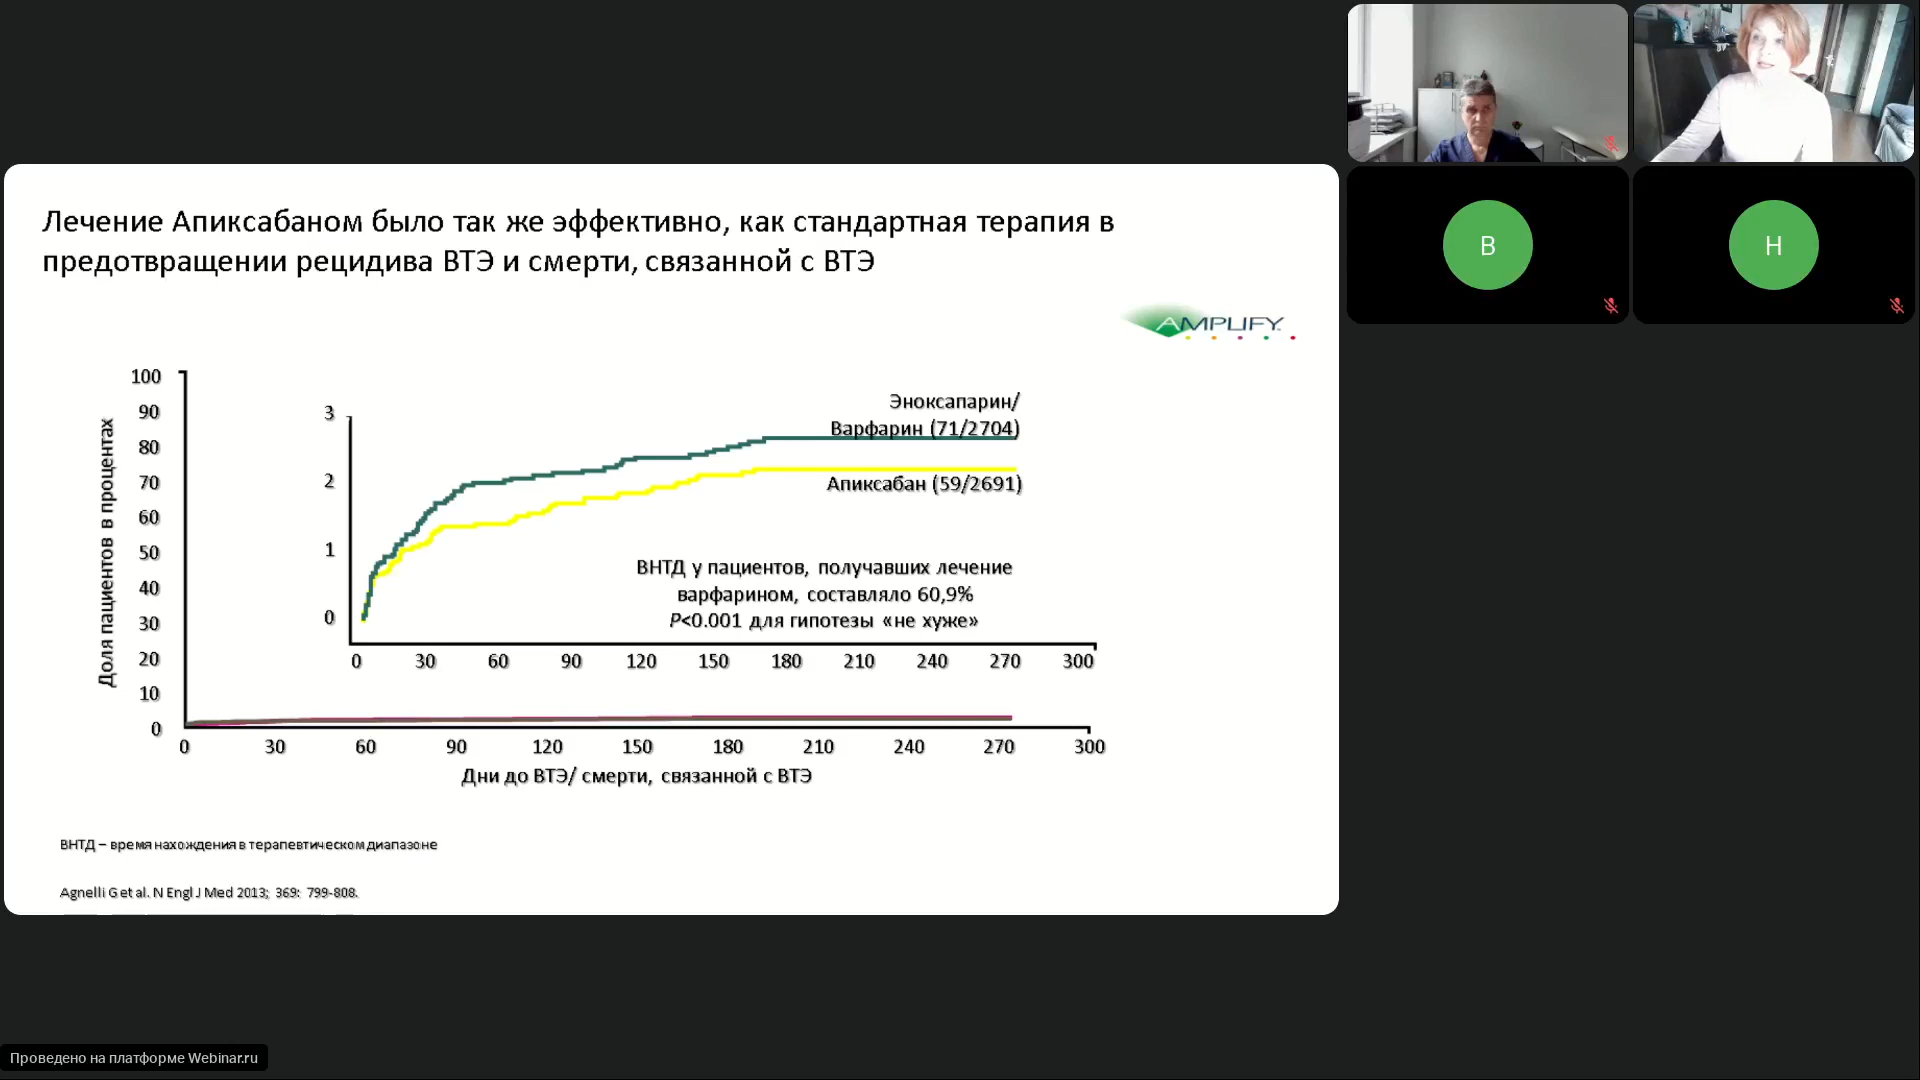 Лечение Апиксабаном было так же эффективно, как стандартная терапия в
предотвращении рецидива ВТЭ и смерти, связанной с ВТЭ
AMPLIFY
Доля пациентов в процентах
100
90
80
70
60
50
40
30
20
10
0
3
2
1
0
Эноксапарин/
Варфарин (71/2704)
Апиксабан (59/2691)
ВНТД у пациентов, получавших лечение
варфарином, составляло 60,9%
P<0.001 для гипотезы «не хуже»
0 30 60 90 120 150 180 210 240 270 300
0 30 60 90 120 150 180 210 240 270 300
Дни до ВТЭ/ смерти, связанной с ВТЭ
ВНТД – время нахождения в терапевтическом диапазоне
Agnelli G et al. N Engl J Med 2013; 369: 799-808.
В
Н
Проведено на платформе Webinar.ru